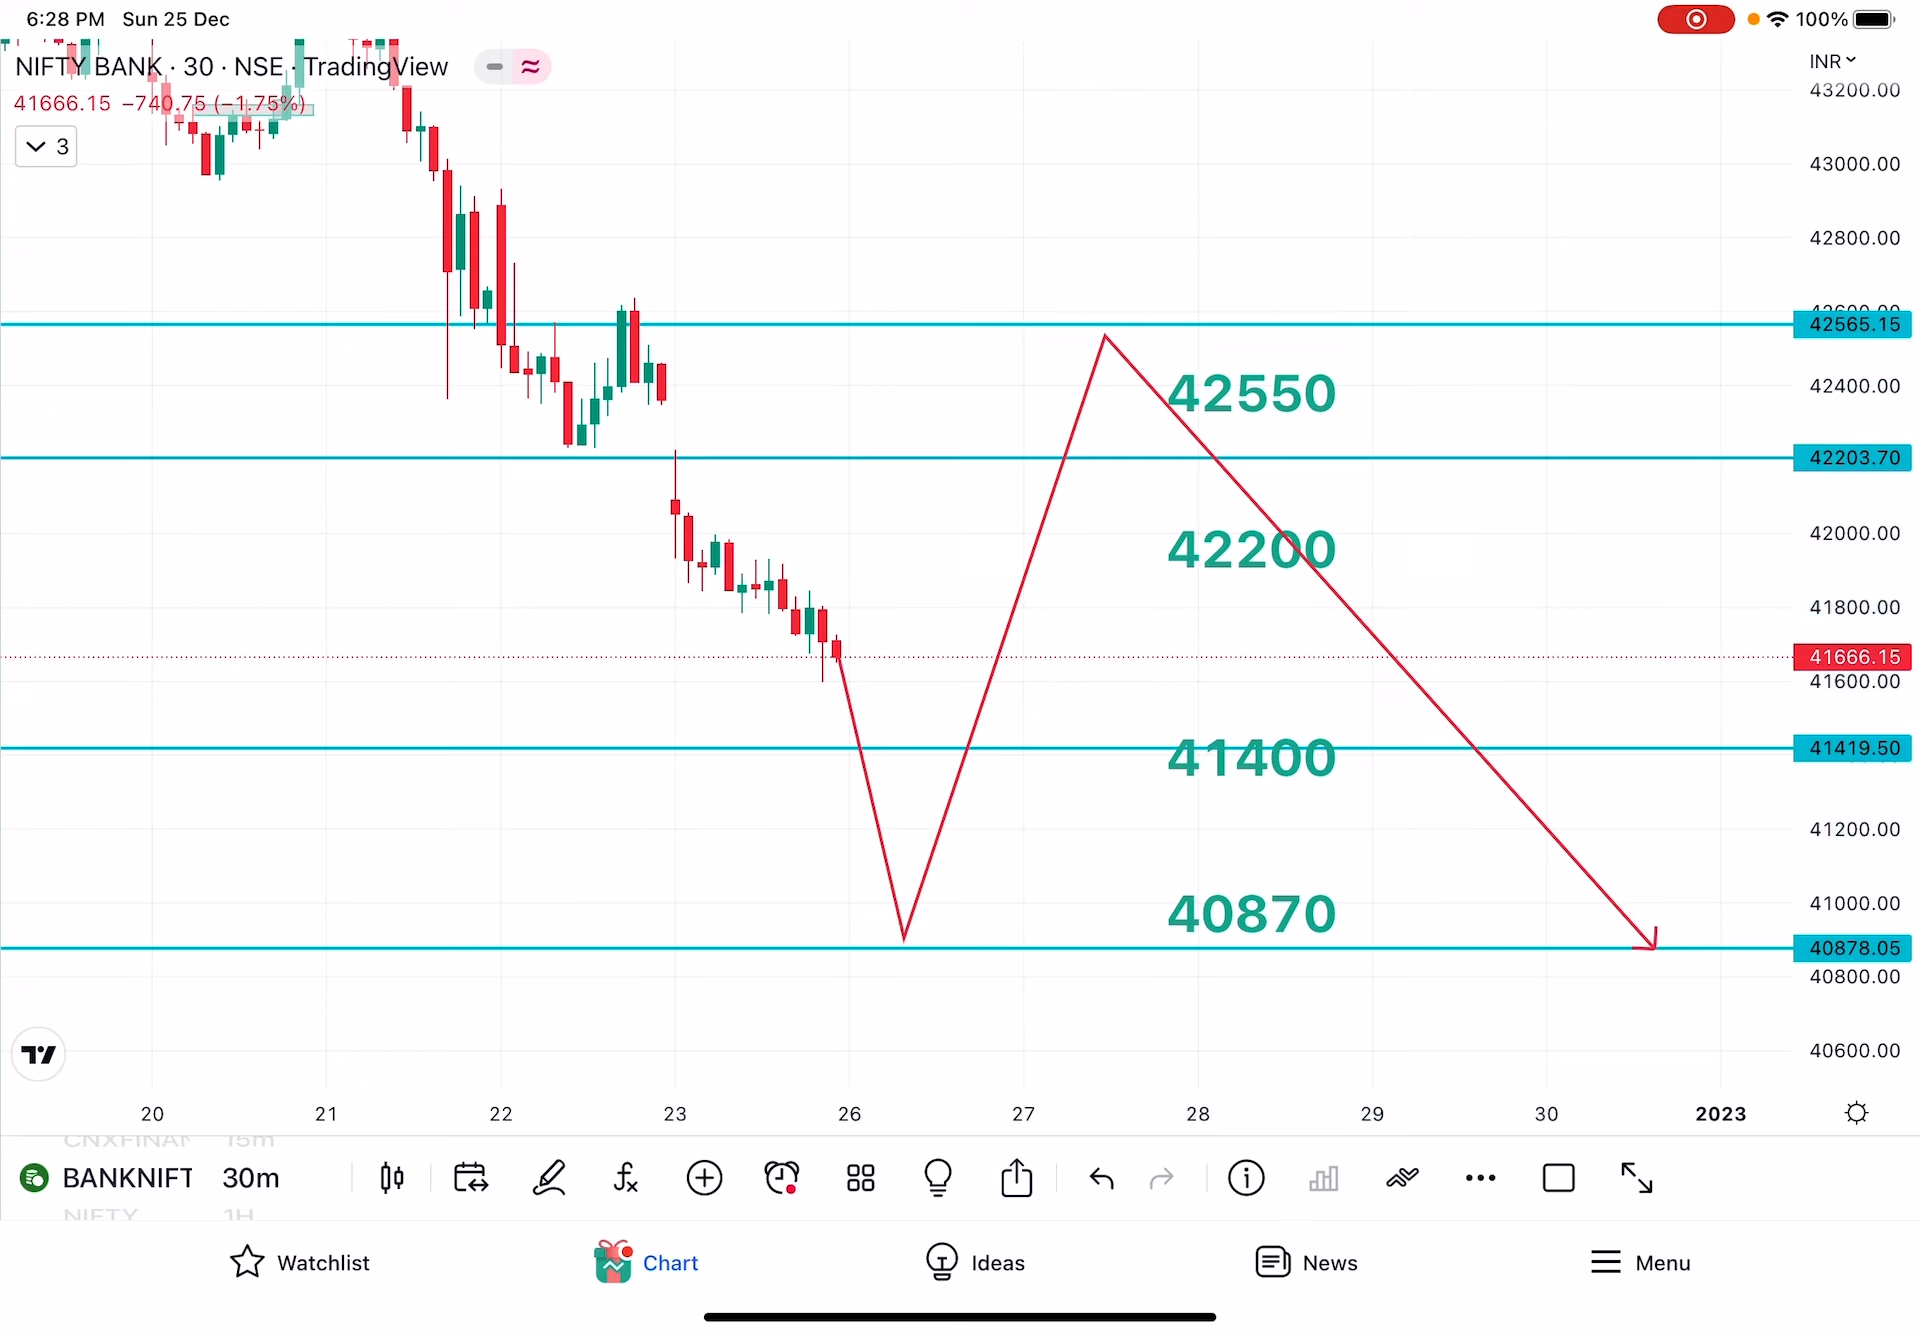 6:28 PM Sun 25 Dec
100%
NIFTY BANK · 30 · NSE · TradingView
INR
41666.15 −740.75 (−1.75%)
3
43200.00
43000.00
42800.00
42600.00
42565.15
42550
42400.00
42203.70
42200
42000.00
41800.00
41666.15
41600.00
41419.50
41400
41200.00
41000.00
40870
40878.05
40800.00
40600.00
20 21 22 23 26 27 28 29 30 2023
CNXFINAN 15m
BANKNIFT 30m
NIFTY 1H
Watchlist Chart Ideas News Menu